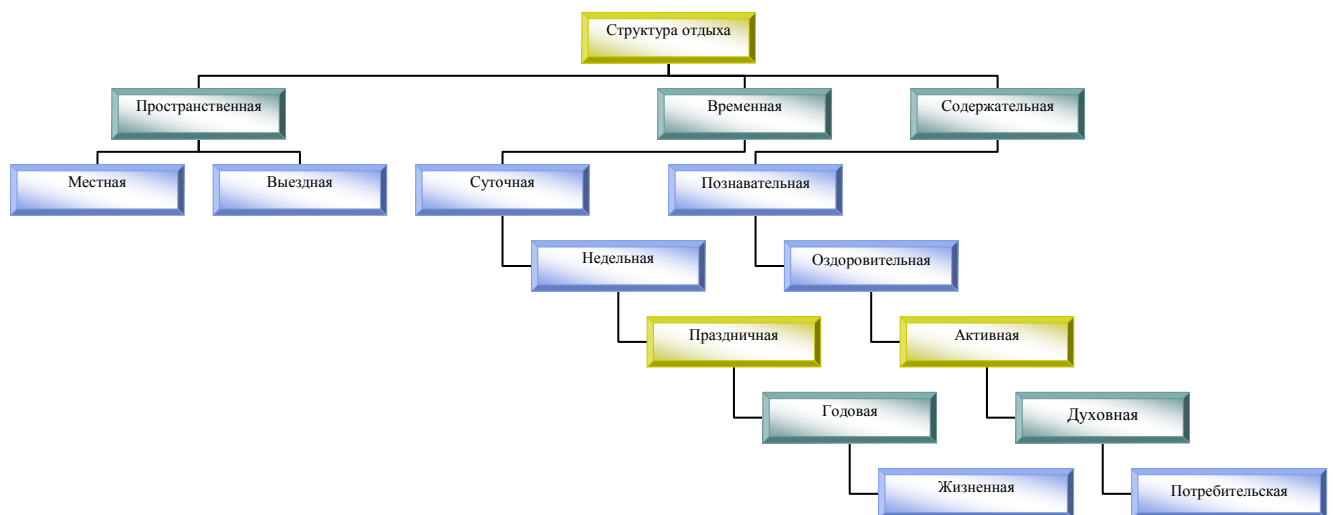 Структура отдыха
Пространственная
Временная
Содержательная
Местная
Выездная
Суточная
Познавательная
Недельная
Оздоровительная
Праздничная
Активная
Годовая
Духовная
Жизненная
Потребительская